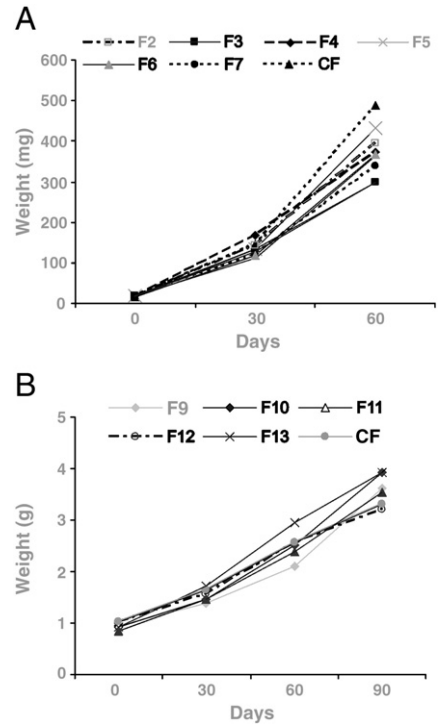 A
F2 F3 F4 F5
F6 F7 CF
600
500
400
300
200
100
0
Weight (mg)
0 30 60
Days
B
F9 F10 F11
F12 F13 CF
5
4
3
2
1
0
Weight (g)
0 30 60 90
Days